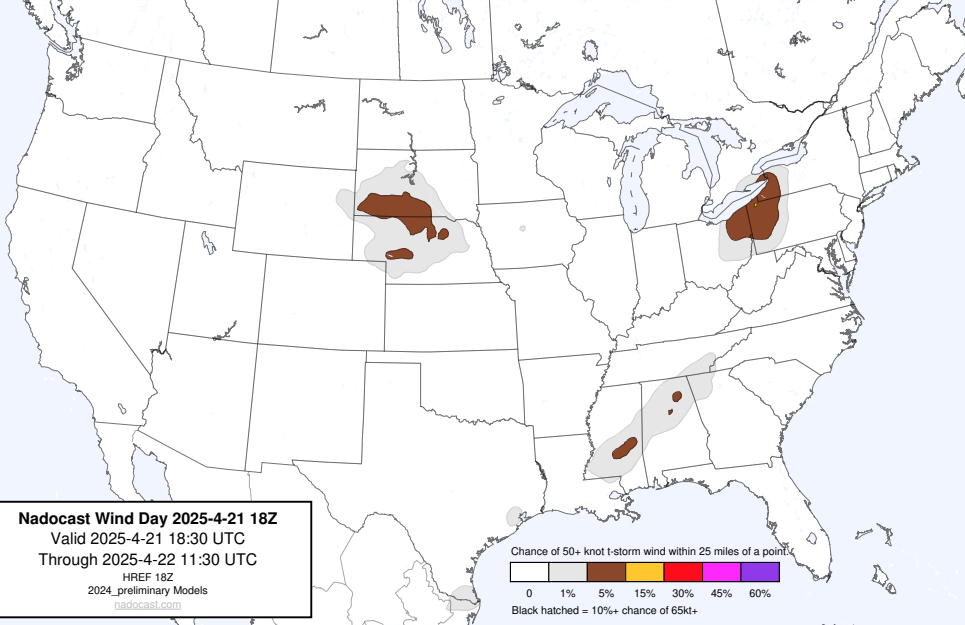 Nadocast Wind Day 2025-4-21 18Z
Valid 2025-4-21 18:30 UTC
Through 2025-4-22 11:30 UTC
HREF 18Z
2024_preliminary Models
nadocast.com
Chance of 50+ knot t-storm wind within 25 miles of a point.
0 1% 5% 15% 30% 45% 60%
Black hatched = 10%+ chance of 65kt+